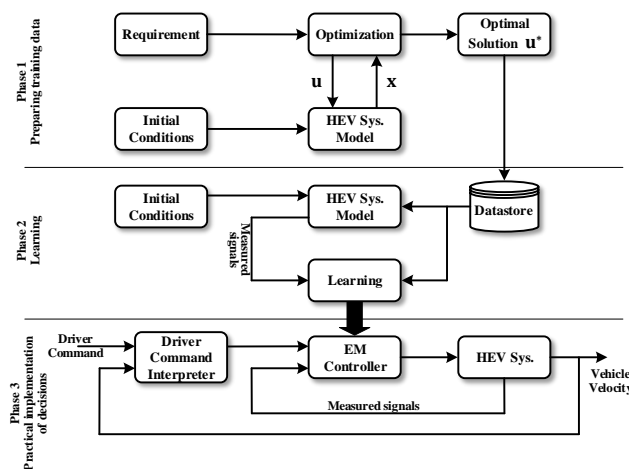 Phase 1
Preparing training data
Requirement
Optimization
Optimal
Solution u*
u
x
Initial
Conditions
HEV Sys.
Model
Phase 2
Learning
Initial
Conditions
HEV Sys.
Model
Datastore
Measured
signals
Learning
Phase 3
Practical implementation
of decisions
Driver
Command
Driver
Command
Interpreter
EM
Controller
HEV Sys.
Vehicle
Velocity
Measured signals